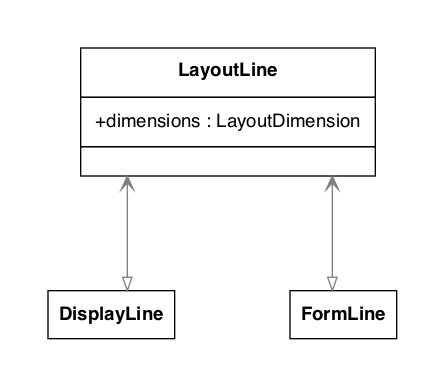 LayoutLine
+dimensions : LayoutDimension
DisplayLine
FormLine